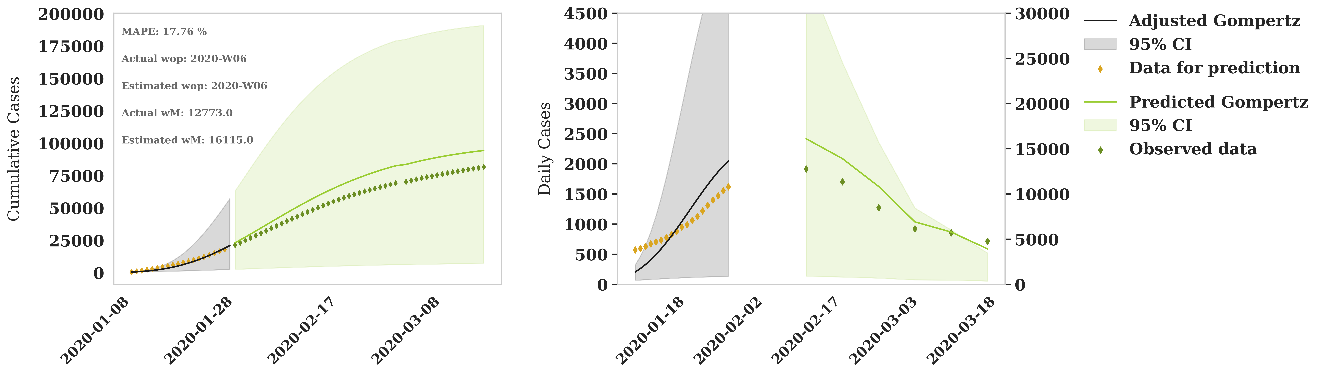 200000
175000
150000
125000
100000
75000
50000
25000
0
Cumulative Cases
MAPE: 17.76 %
Actual wop: 2020-W06
Estimated wop: 2020-W06
Actual wM: 12773.0
Estimated wM: 16115.0
2020-01-08
2020-01-28
2020-02-17
2020-03-08
4500
4000
3500
3000
2500
2000
1500
1000
500
0
Daily Cases
2020-01-18
2020-02-02
2020-02-17
2020-03-03
2020-03-18
30000
25000
20000
15000
10000
5000
0
Adjusted Gompertz
95% CI
Data for prediction
Predicted Gompertz
95% CI
Observed data